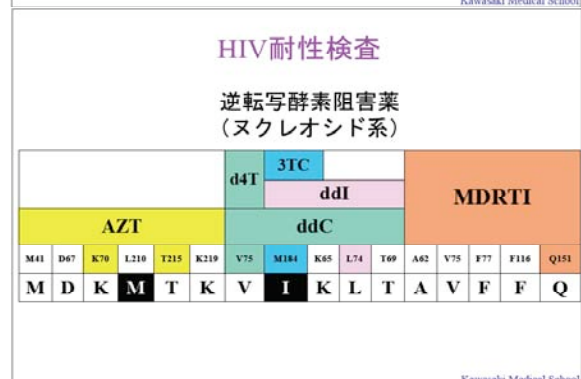 Kawasaki Medical School
HIV耐性検査
逆転写酵素阻害薬
(ヌクレオシド系)
d4T 3TC MDRTI
ddI
AZT ddC
M41 D67 K70 L210 T215 K219 V75 M184 K65 L74 T69 A62 V75 F77 F116 Q151
M D K M T K V I K L T A V F F Q
Kawasaki Medical School